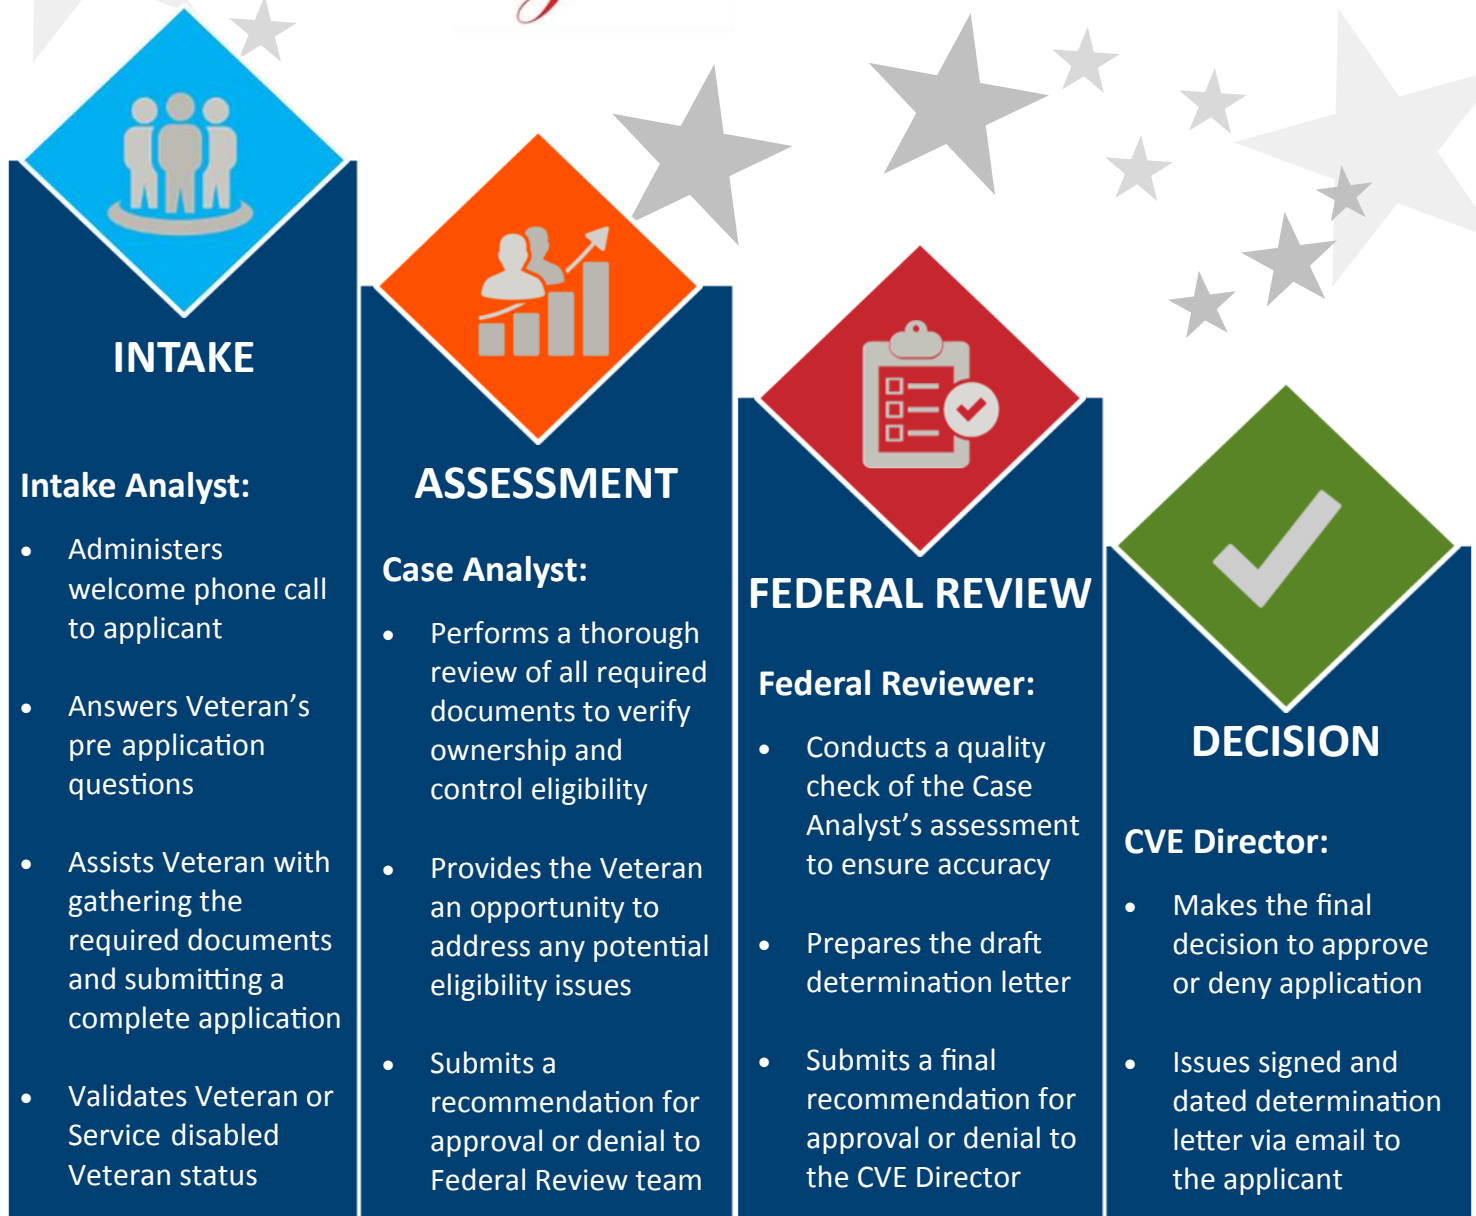 INTAKE
Intake Analyst:
• Administers
welcome phone call
to applicant
• Answers Veteran’s
pre application
questions
• Assists Veteran with
gathering the
required documents
and submitting a
complete application
• Validates Veteran or
Service disabled
Veteran status
ASSESSMENT
Case Analyst:
• Performs a thorough
review of all required
documents to verify
ownership and
control eligibility
• Provides the Veteran
an opportunity to
address any potential
eligibility issues
• Submits a
recommendation for
approval or denial to
Federal Review team
FEDERAL REVIEW
Federal Reviewer:
• Conducts a quality
check of the Case
Analyst’s assessment
to ensure accuracy
• Prepares the draft
determination letter
• Submits a final
recommendation for
approval or denial to
the CVE Director
DECISION
CVE Director:
• Makes the final
decision to approve
or deny application
• Issues signed and
dated determination
letter via email to
the applicant